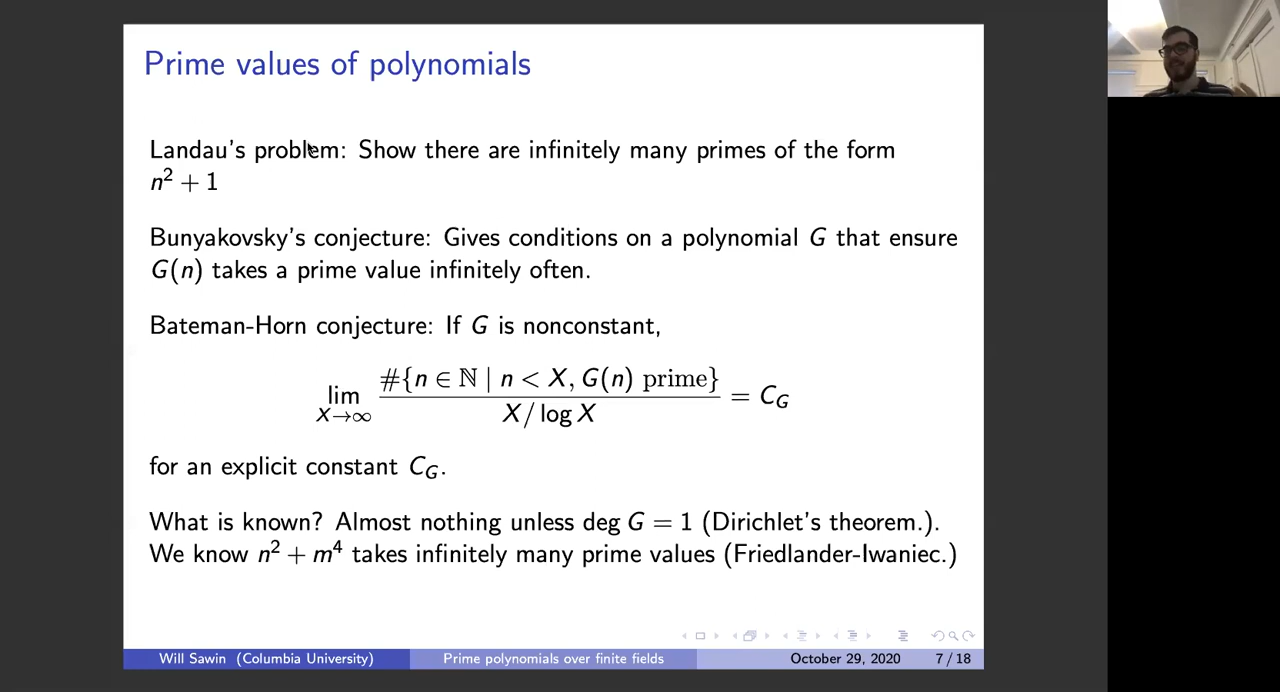 Prime values of polynomials
Landau's problem: Show there are infinitely many primes of the form
n² + 1
Bunyakovsky's conjecture: Gives conditions on a polynomial G that ensure
G(n) takes a prime value infinitely often.
Bateman-Horn conjecture: If G is nonconstant,
lim_{X→∞} #{n ∈ ℕ | n < X, G(n) prime} / (X/ log X) = C_G
for an explicit constant C_G.
What is known? Almost nothing unless deg G = 1 (Dirichlet's theorem.).
We know n² + m⁴ takes infinitely many prime values (Friedlander-Iwaniec.)
Will Sawin (Columbia University) Prime polynomials over finite fields October 29, 2020 7 / 18